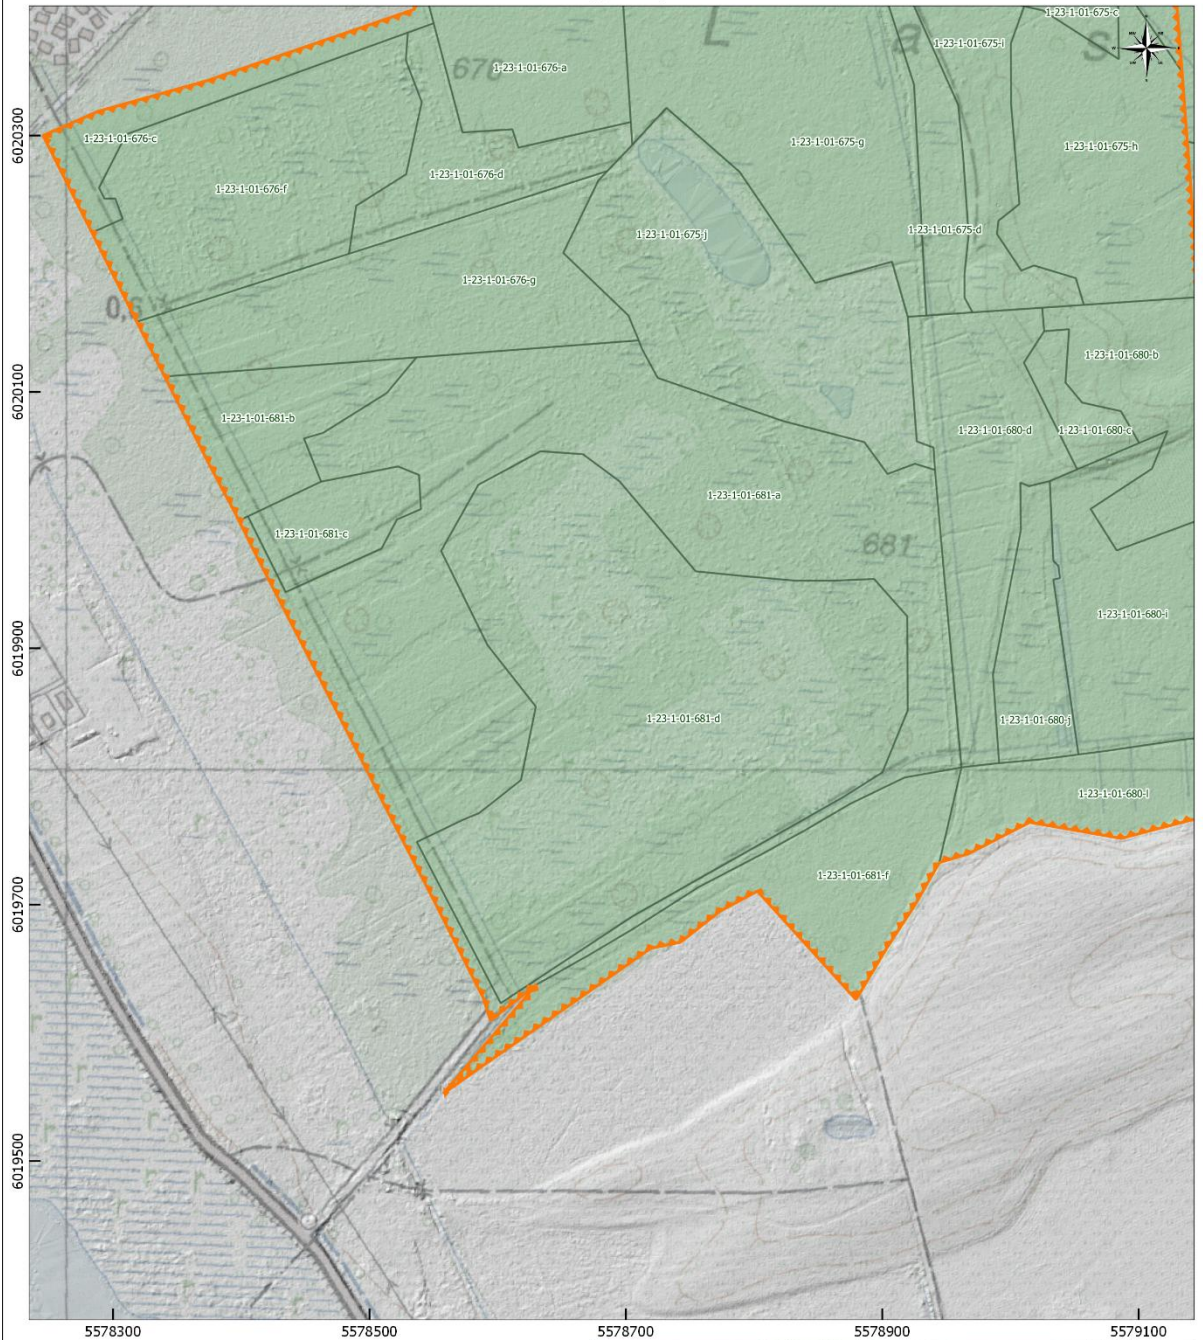 1-23-1-01-675-c
L
a
s
1-23-1-01-675-i
678
1-23-1-01-676-a
6020300
1-23-1-01-676-c
1-23-1-01-675-g
1-23-1-01-675-h
1-23-1-01-676-d
1-23-1-01-676-f
1-23-1-01-675-j
1-23-1-01-675-d
1-23-1-01-676-g
0,6
1-23-1-01-680-b
6020100
1-23-1-01-681-b
1-23-1-01-680-d
1-23-1-01-680-c
1-23-1-01-681-a
1-23-1-01-681-c
681
1-23-1-01-680-i
6019900
1-23-1-01-681-d
1-23-1-01-680-j
1-23-1-01-680-l
1-23-1-01-681-f
6019700
6019500
5578300
5578500
5578700
5578900
5579100